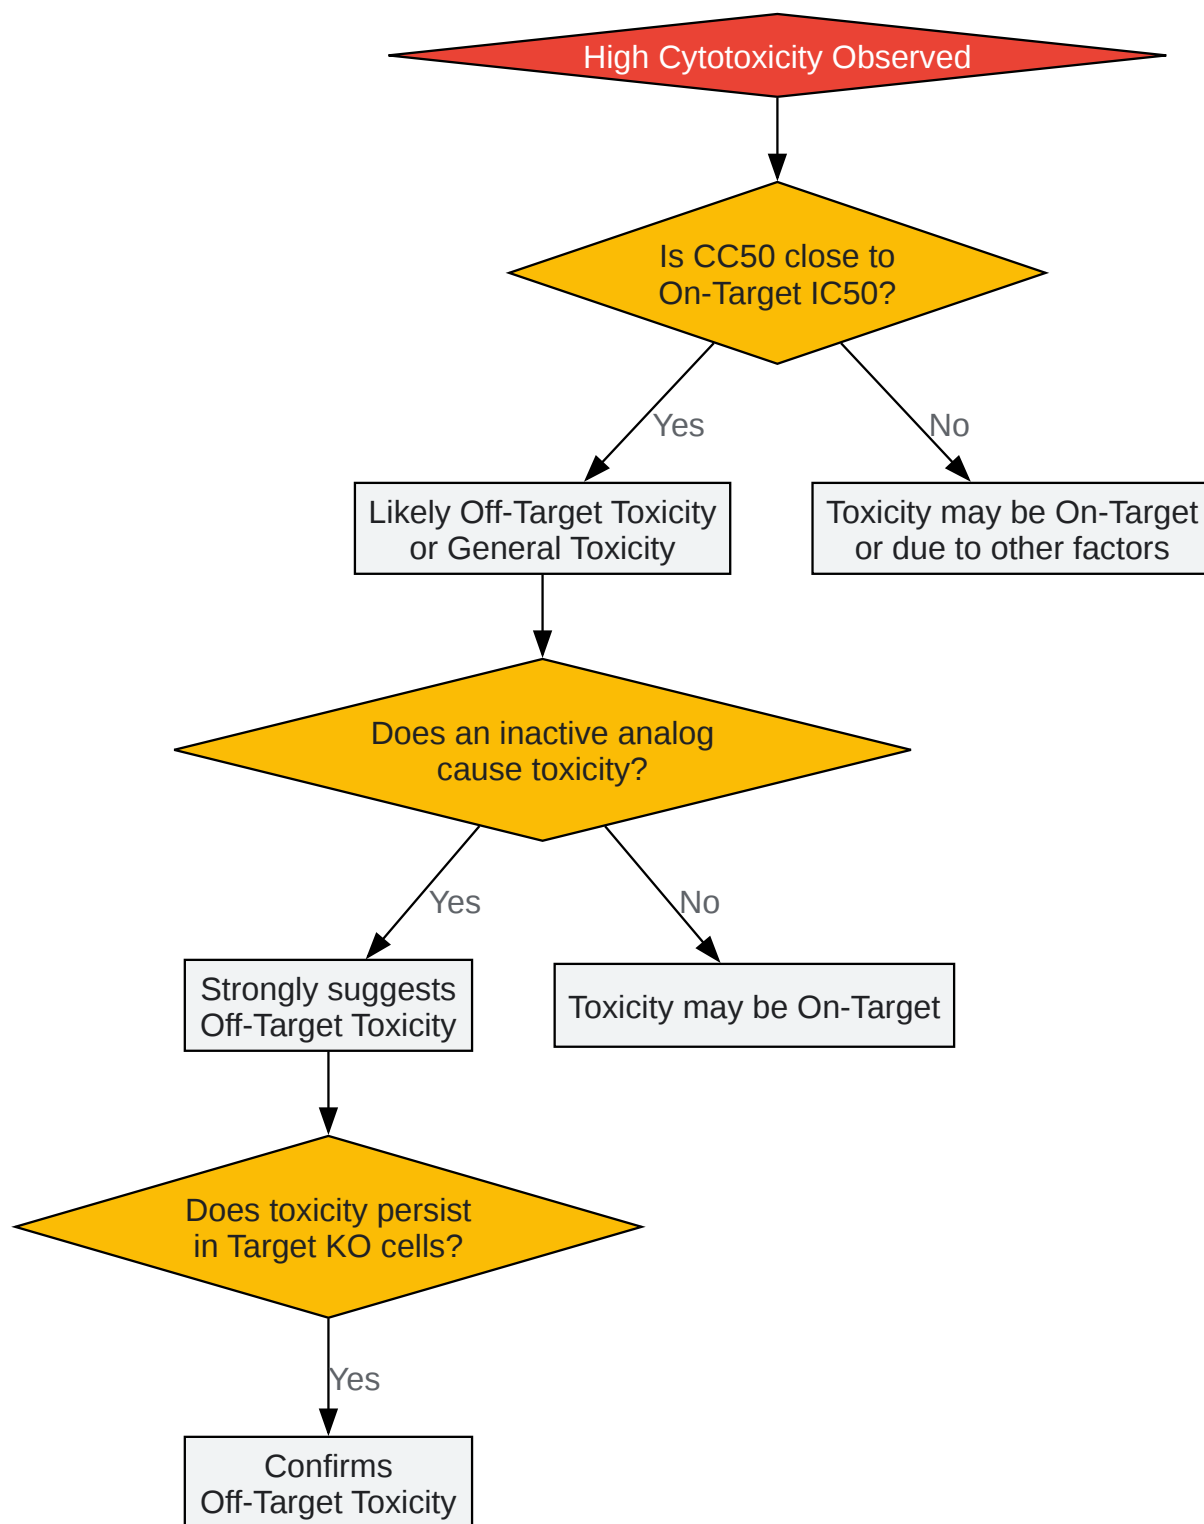 High Cytotoxicity Observed
Is CC50 close to
On-Target IC50?
Yes
No
Likely Off-Target Toxicity
or General Toxicity
Toxicity may be On-Target
or due to other factors
Does an inactive analog
cause toxicity?
Yes
No
Strongly suggests
Off-Target Toxicity
Toxicity may be On-Target
Does toxicity persist
in Target KO cells?
Yes
Confirms
Off-Target Toxicity